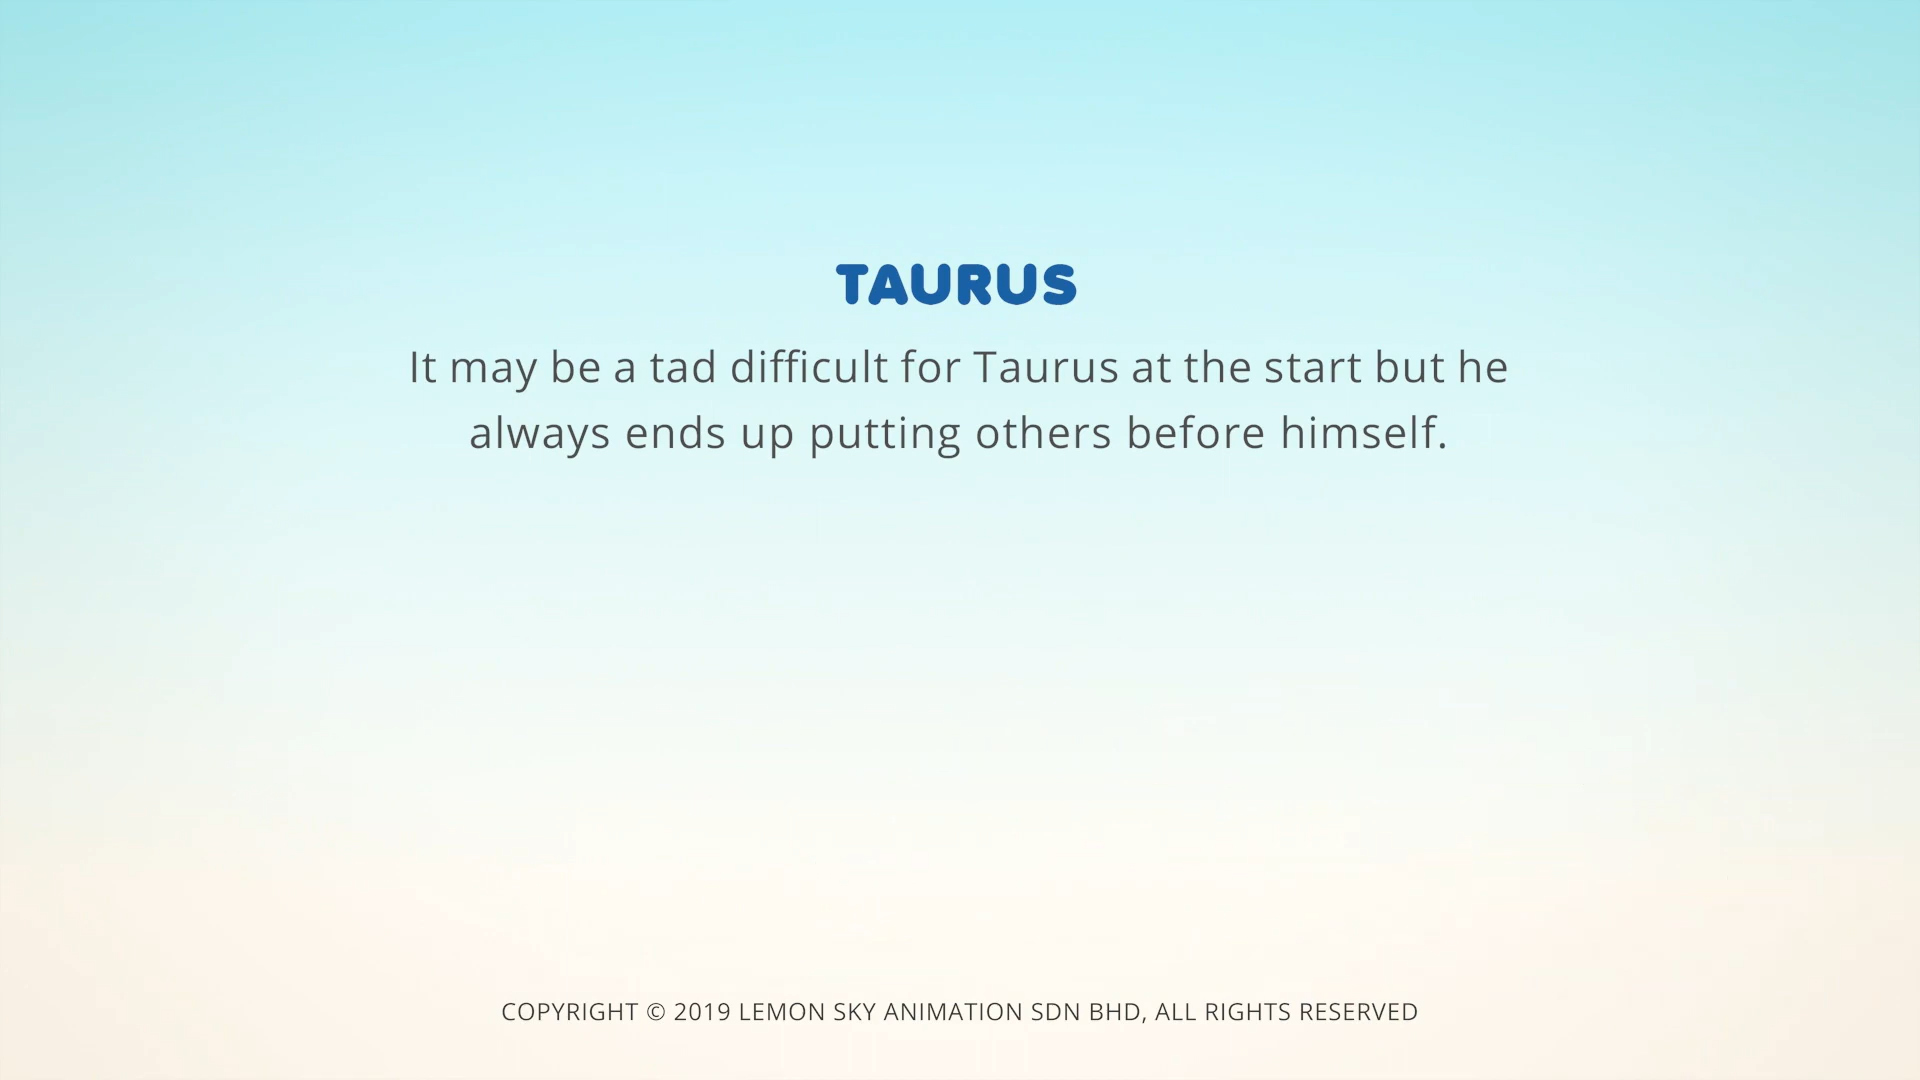 TAURUS
It may be a tad difficult for Taurus at the start but he
always ends up putting others before himself.
COPYRIGHT © 2019 LEMON SKY ANIMATION SDN BHD, ALL RIGHTS RESERVED